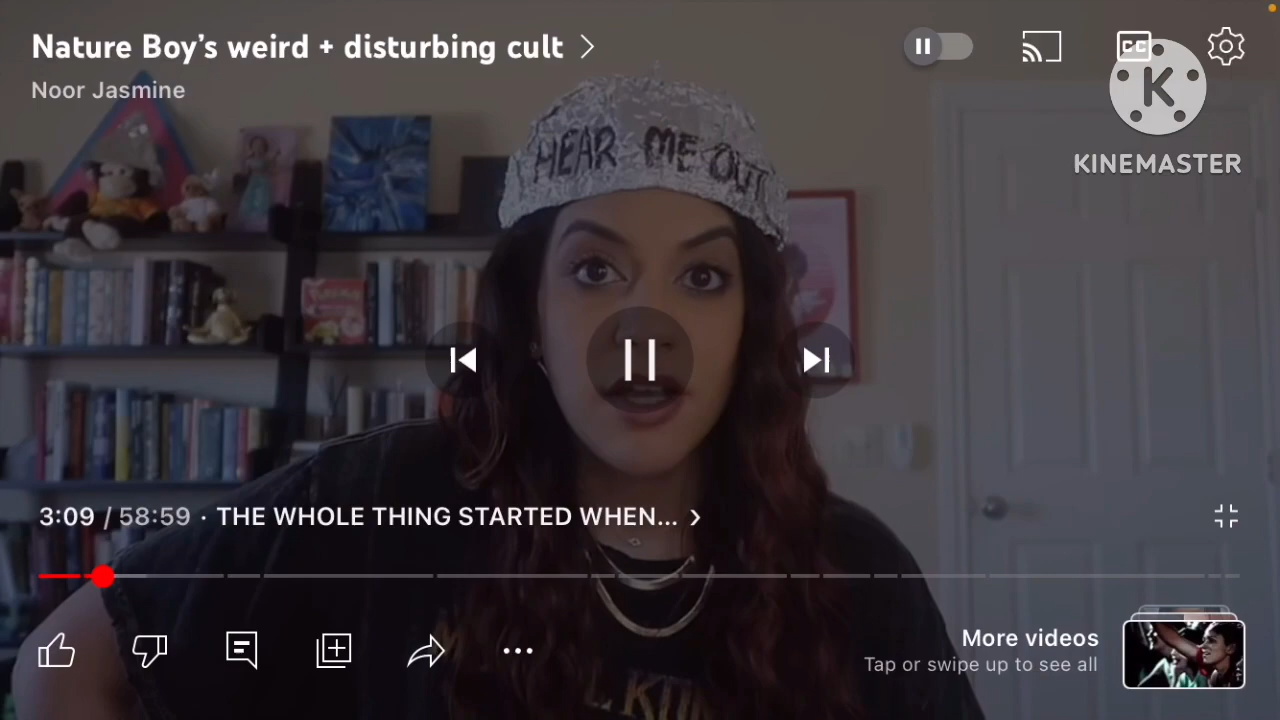 Nature Boy’s weird + disturbing cult
Noor Jasmine
CC
K
KINEMASTER
HEAR ME OUT
3:09 / 58:59 · THE WHOLE THING STARTED WHEN...
More videos
Tap or swipe up to see all